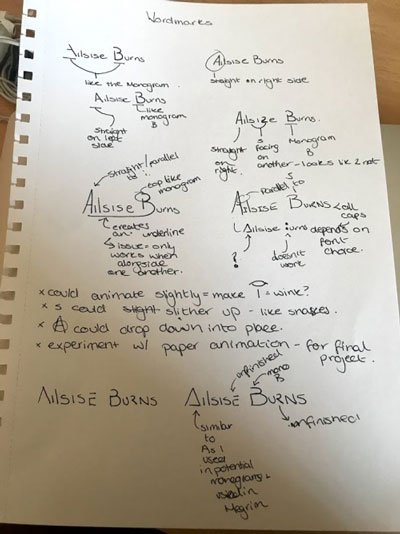 Wordmarks
Ailsise Burns
like the Monogram.
Ailsise Burns
straight on right side
Ailsise Burns
straight
on left
side
like
monogram
B
Ailsise Burns.
straight
on
right.
s
facing
on
another - looks like 2 not
s
Monogram
B
straight/parallel
to
cap like
monogram
Ailsise Burns
creates
an underline
issue = only
works when
alongside
one another.
parallel to
AILSISE BURNS
all
caps
Ailsise :urns
?
doesn't
work
depends on
font
choice.
x could animate slightly = make I = wink?
x s could slight slither up - like snakes.
x A could drop down into place.
x experiment w/ paper animation - for final
project.
AILSISE BURNS
unfinished
mono
B
AILSISE BURNS
unfinished
similar
to
As I
used
in potential
monograms
used in